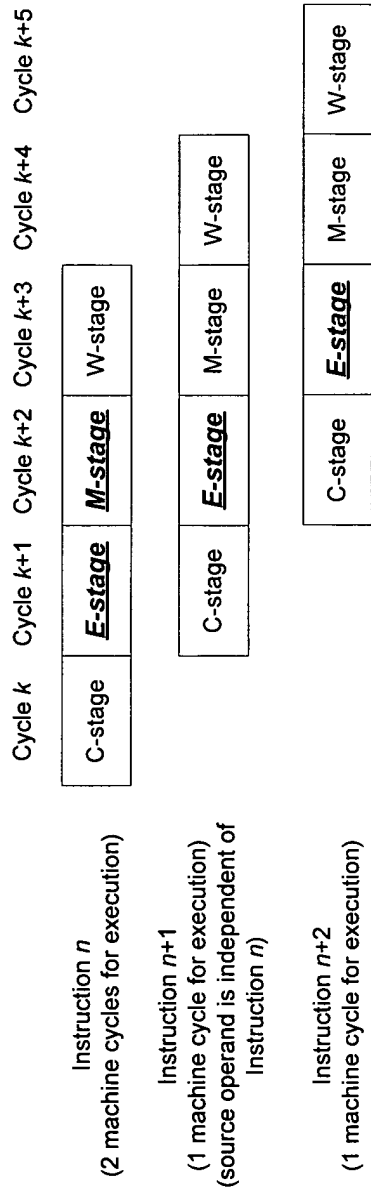 Cycle k Cycle k+1 Cycle k+2 Cycle k+3 Cycle k+4 Cycle k+5
Instruction n
(2 machine cycles for execution)
C-stage E-stage M-stage W-stage
Instruction n+1
(1 machine cycle for execution)
(source operand is independent of
Instruction n)
C-stage E-stage M-stage W-stage
Instruction n+2
(1 machine cycle for execution)
C-stage E-stage M-stage W-stage